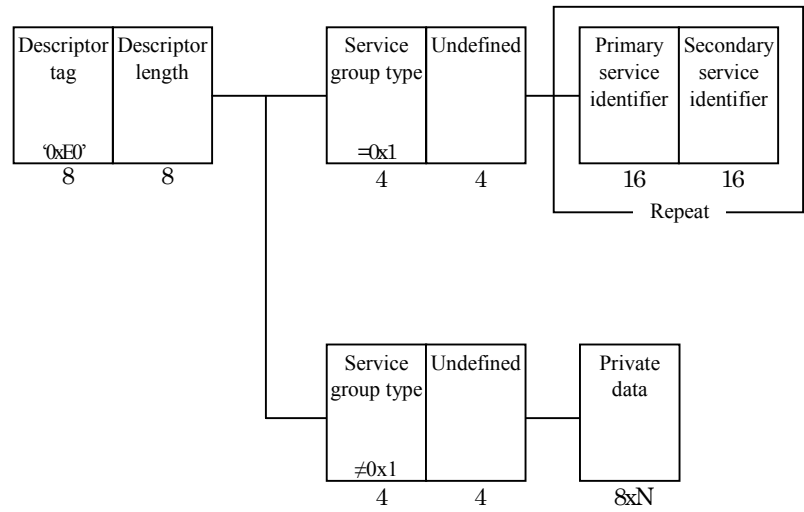 Descriptor tag
Descriptor length
'0xE0'
8
8
Service group type
Undefined
=0x1
4
4
Primary service identifier
Secondary service identifier
16
16
Repeat
Service group type
Undefined
≠0x1
4
4
Private data
8xN